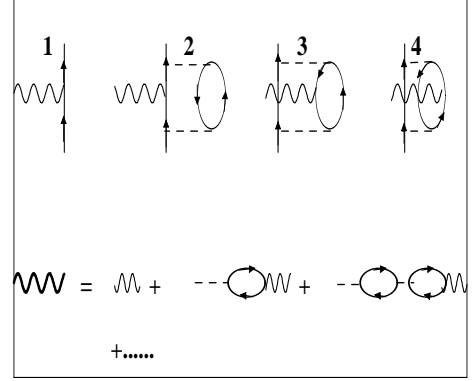 1 2 3 4
= + +
+......